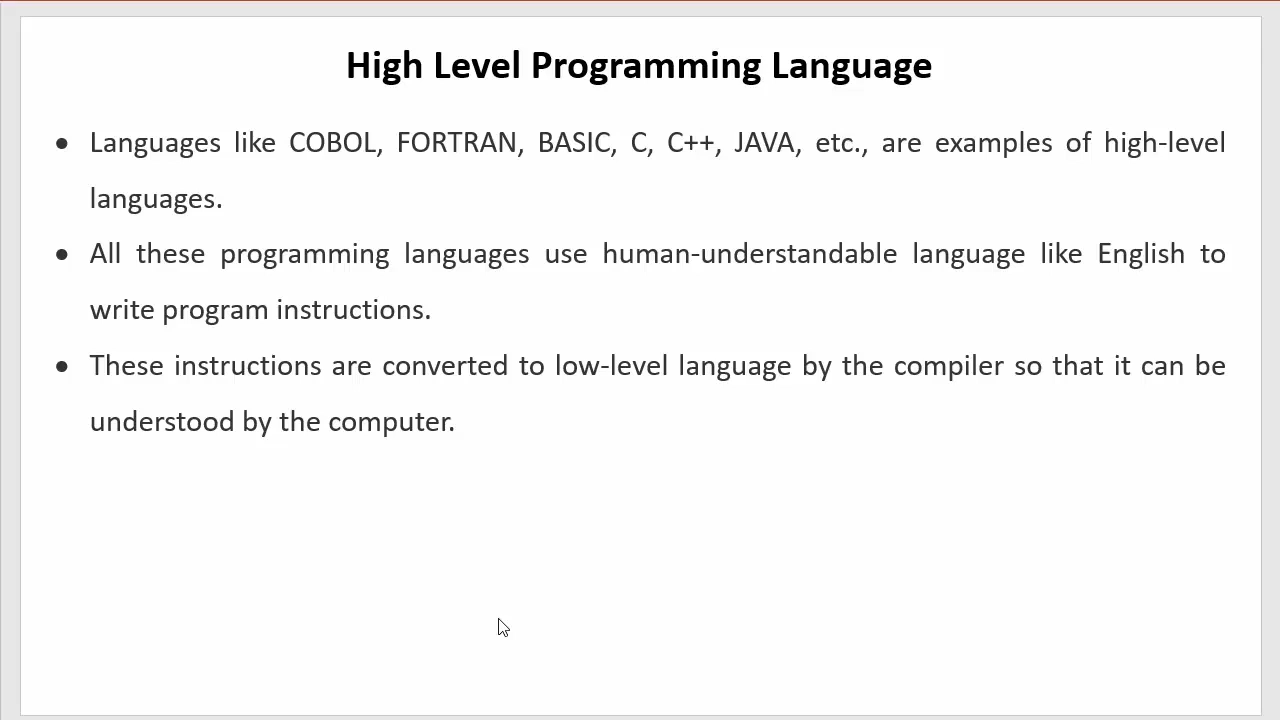 High Level Programming Language
• Languages like COBOL, FORTRAN, BASIC, C, C++, JAVA, etc., are examples of high-level
languages.
• All these programming languages use human-understandable language like English to
write program instructions.
• These instructions are converted to low-level language by the compiler so that it can be
understood by the computer.